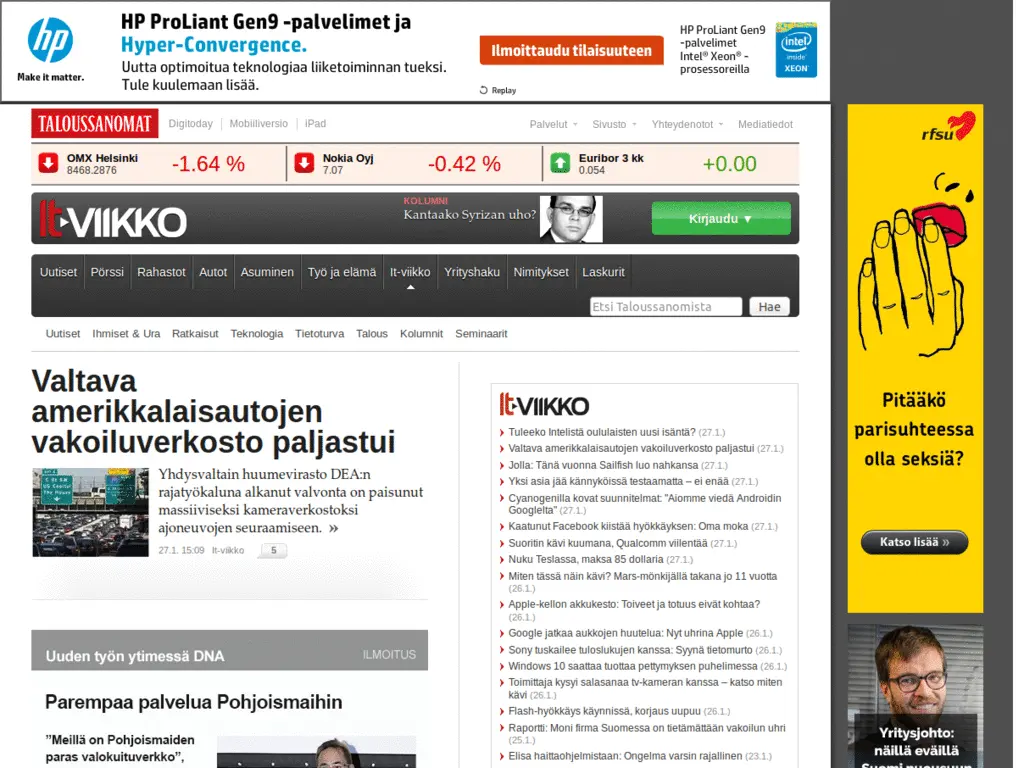 HP ProLiant Gen9 -palvelimet ja
Hyper-Convergence.
Uutta optimoitua teknologiaa liiketoiminnan tueksi.
Tule kuulemaan lisää.
hp
Make it matter.
Ilmoittaudu tilaisuuteen
Replay
HP ProLiant Gen9
-palvelimet
Intel® Xeon® -
prosessoreilla
intel
inside
XEON
TALOUSSANOMAT Digitoday Mobiiliversio iPad Palvelut Sivusto Yhteydenotot Mediatiedot
OMX Helsinki
8468.2876
-1.64 %
Nokia Oyj
7.07
-0.42 %
Euribor 3 kk
0.054
+0.00
It-VIIKKO
KOLUMNI
Kantaako Syrizan uho?
Kirjaudu ▼
Uutiset Pörssi Rahastot Autot Asuminen Työ ja elämä It-viikko Yrityshaku Nimitykset Laskurit
Etsi Taloussanomista Hae
Uutiset Ihmiset & Ura Ratkaisut Teknologia Tietoturva Talous Kolumnit Seminaarit
Valtava
amerikkalaisautojen
vakoiluverkosto paljastui
Yhdysvaltain huumevirasto DEA:n
rajatyökaluna alkanut valvonta on paisunut
massiiviseksi kameraverkostoksi
ajoneuvojen seuraamiseen. »
27.1. 15:09 It-viikko 5
Uuden työn ytimessä DNA ILMOITUS
Parempaa palvelua Pohjoismaihin
”Meillä on Pohjoismaiden
paras valokuituverkko”,
It-VIIKKO
Tuleeko Intelistä oululaisten uusi isäntä? (27.1.)
Valtava amerikkalaisautojen vakoiluverkosto paljastui (27.1.)
Jolla: Tänä vuonna Sailfish luo nahkansa (27.1.)
Yksi asia jää kännyköissä testaamatta – ei enää (27.1.)
Cyanogenilla kovat suunnitelmat: "Aiomme viedä Androidin
Googlelta" (27.1.)
Kaatunut Facebook kiistää hyökkäyksen: Oma moka (27.1.)
Suoritin kävi kuumana, Qualcomm viilentää (27.1.)
Nuku Teslassa, maksa 85 dollaria (27.1.)
Miten tässä näin kävi? Mars-mönkijällä takana jo 11 vuotta
(26.1.)
Apple-kellon akkukesto: Toiveet ja totuus eivät kohtaa?
(26.1.)
Google jatkaa aukkojen huutelua: Nyt uhrina Apple (26.1.)
Sony tuskailee tuloslukujen kanssa: Syynä tietomurto (26.1.)
Windows 10 saattaa tuottaa pettymyksen puhelimessa (26.1.)
Toimittaja kysyi salasanaa tv-kameran kanssa – katso miten
kävi (26.1.)
Flash-hyökkäys käynnissä, korjaus uupuu (26.1.)
Raportti: Moni firma Suomessa on tietämättään vakoilun uhri
(25.1.)
Elisa haittaohjelmistaan: Ongelma varsin rajallinen (23.1.)
rfsu
Pitääkö
parisuhteessa
olla seksiä?
Katso lisää »
Yritysjohto:
näillä eväillä
Suomi nousuun